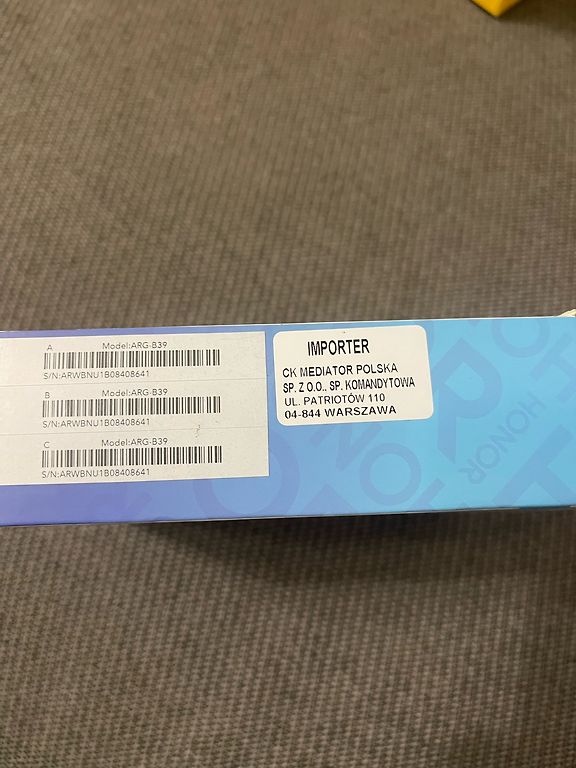 A
Model:ARG-B39
S/N:ARWBNU1B08408641
B
Model:ARG-B39
S/N:ARWBNU1B08408641
C
Model:ARG-B39
S/N:ARWBNU1B08408641
IMPORTER
CK MEDIATOR POLSKA
SP. Z O.O., SP. KOMANDYTOWA
UL. PATRIOTÓW 110
04-844 WARSZAWA
HONOR